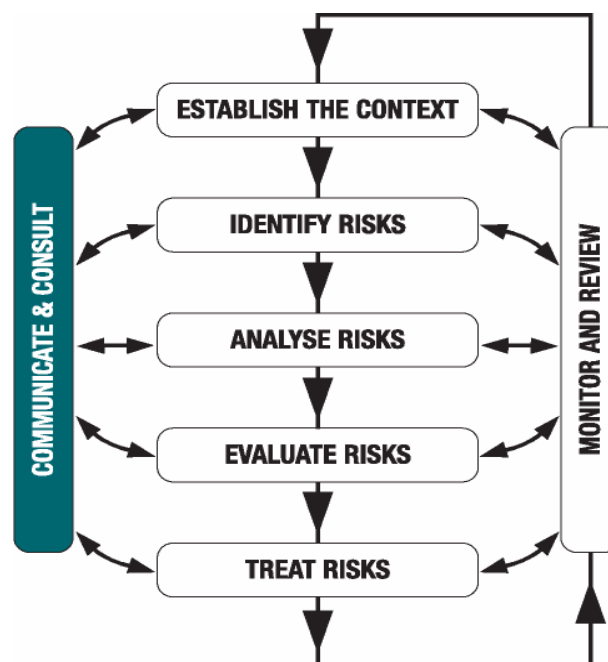 ESTABLISH THE CONTEXT
IDENTIFY RISKS
ANALYSE RISKS
EVALUATE RISKS
TREAT RISKS
COMMUNICATE & CONSULT
MONITOR AND REVIEW